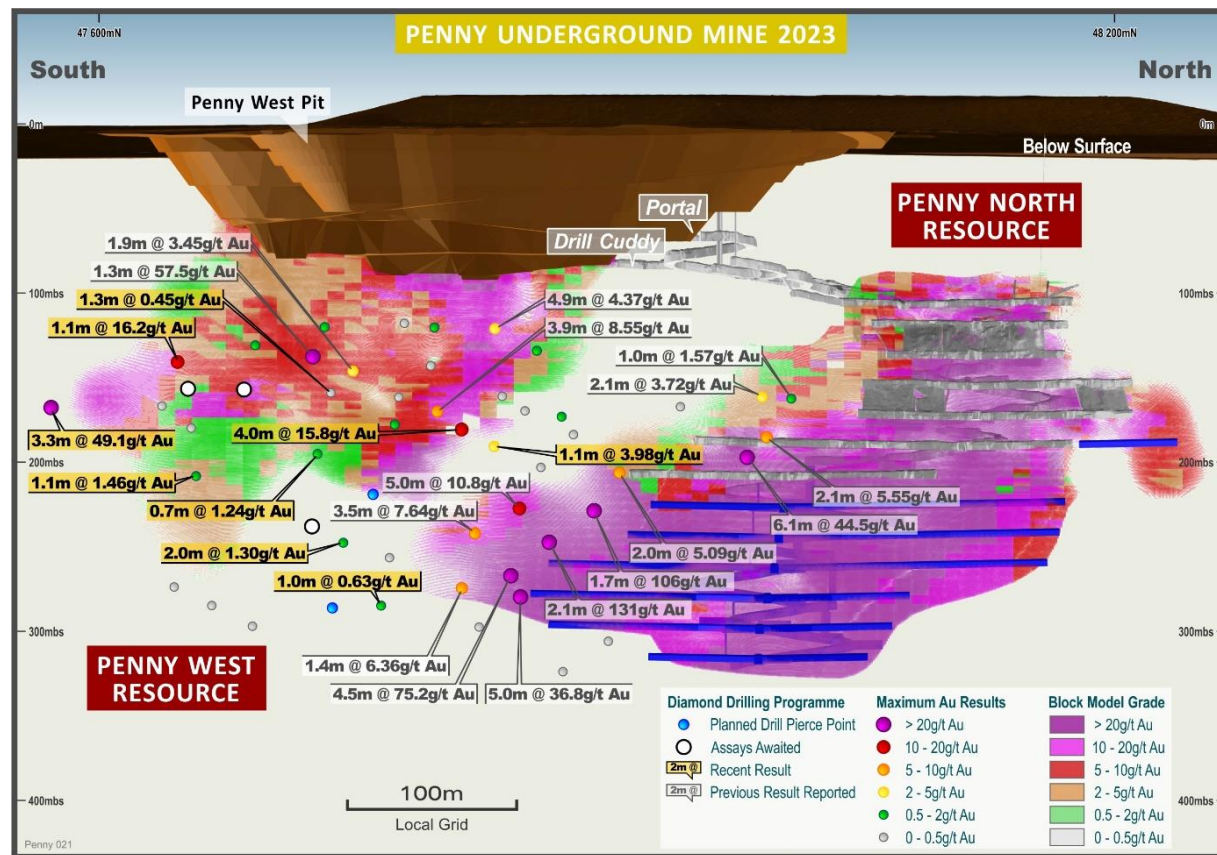 47 600mN
PENNY UNDERGROUND MINE 2023
48 200mN
South
North
Penny West Pit
0m
0m
Below Surface
Portal
PENNY NORTH
RESOURCE
Drill Cuddy
1.9m @ 3.45g/t Au
1.3m @ 57.5g/t Au
1.3m @ 0.45g/t Au
1.1m @ 16.2g/t Au
100mbs
100mbs
4.9m @ 4.37g/t Au
3.9m @ 8.55g/t Au
1.0m @ 1.57g/t Au
2.1m @ 3.72g/t Au
3.3m @ 49.1g/t Au
4.0m @ 15.8g/t Au
1.1m @ 3.98g/t Au
200mbs
200mbs
1.1m @ 1.46g/t Au
0.7m @ 1.24g/t Au
5.0m @ 10.8g/t Au
3.5m @ 7.64g/t Au
2.1m @ 5.55g/t Au
6.1m @ 44.5g/t Au
2.0m @ 1.30g/t Au
2.0m @ 5.09g/t Au
1.0m @ 0.63g/t Au
1.7m @ 106g/t Au
2.1m @ 131g/t Au
300mbs
300mbs
PENNY WEST
RESOURCE
1.4m @ 6.36g/t Au
4.5m @ 75.2g/t Au
5.0m @ 36.8g/t Au
Diamond Drilling Programme
Planned Drill Pierce Point
Assays Awaited
2m @
Recent Result
2m @
Previous Result Reported
Maximum Au Results
> 20g/t Au
10 - 20g/t Au
5 - 10g/t Au
2 - 5g/t Au
0.5 - 2g/t Au
0 - 0.5g/t Au
Block Model Grade
> 20g/t Au
10 - 20g/t Au
5 - 10g/t Au
2 - 5g/t Au
0.5 - 2g/t Au
0 - 0.5g/t Au
100m
Local Grid
400mbs
400mbs
Penny 021